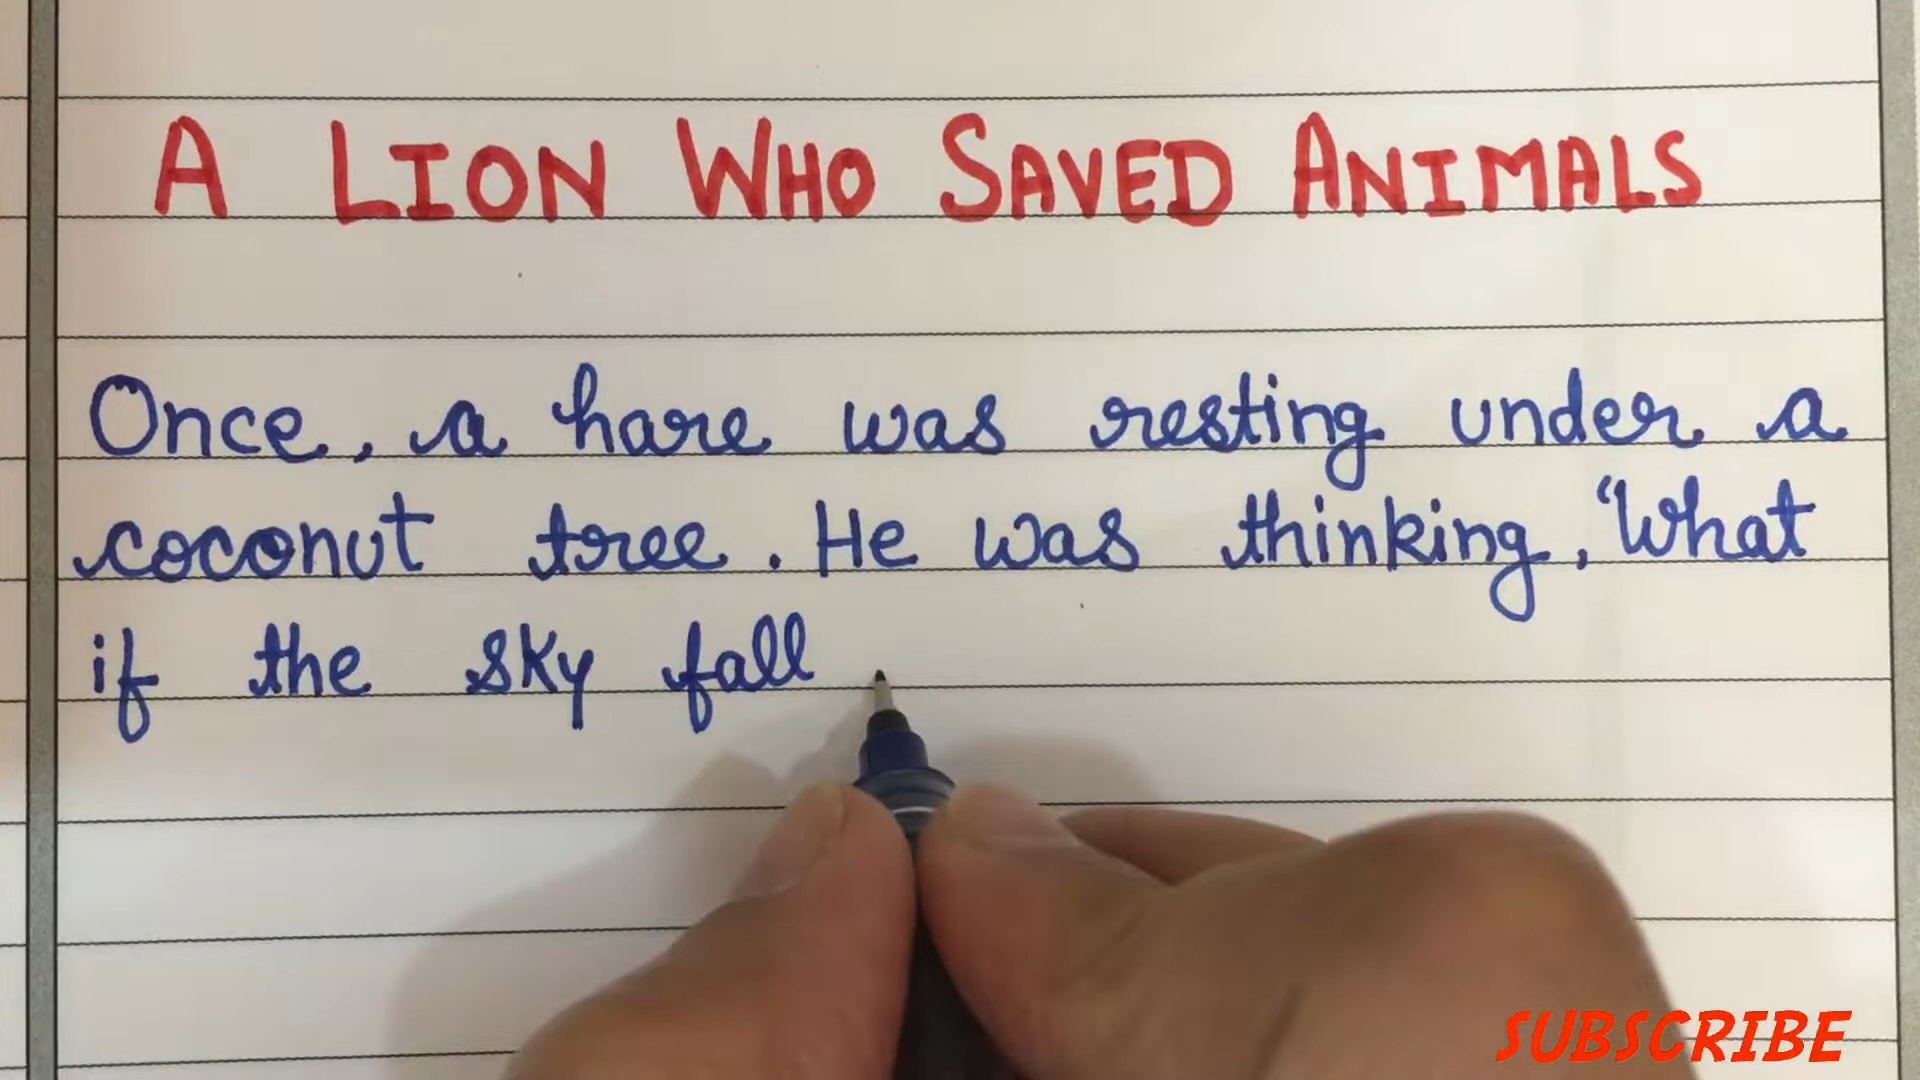 A LION WHO SAVED ANIMALS
Once, a hare was resting under a
coconut tree. He was thinking, "What
if the sky fall
SUBSCRIBE